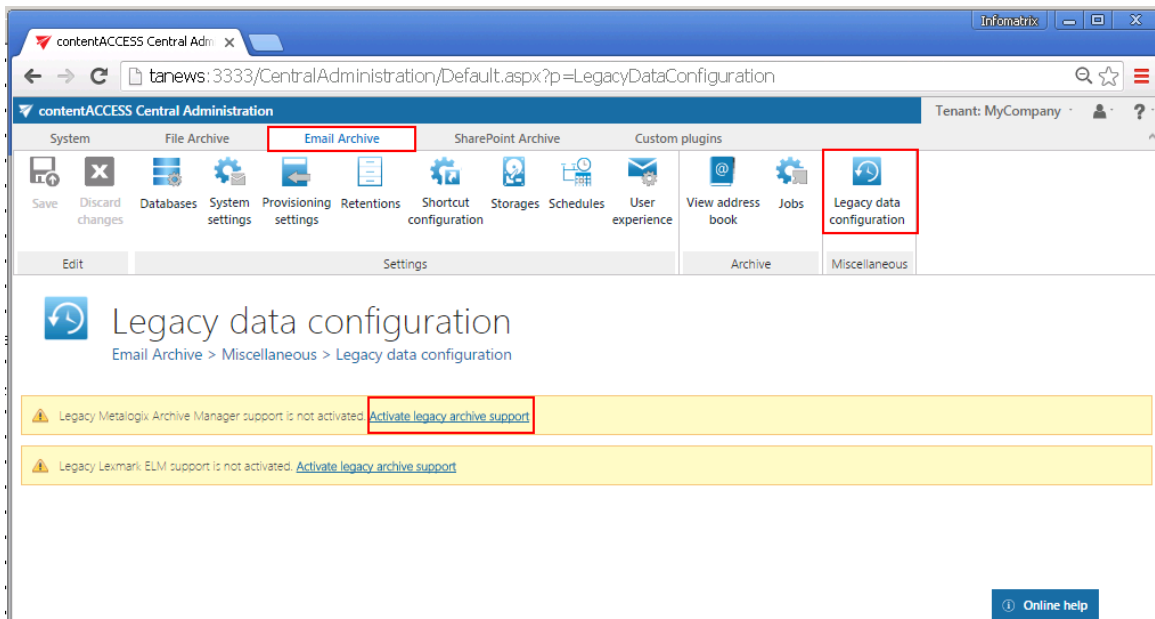 Infomatrix
contentACCESS Central Adm
tanews:3333/CentralAdministration/Default.aspx?p=LegacyDataConfiguration
contentACCESS Central Administration
Tenant: MyCompany
?
System File Archive Email Archive SharePoint Archive Custom plugins
Save
Discard changes
Databases
System settings
Provisioning settings
Retentions
Shortcut configuration
Storages
Schedules
User experience
View address book
Jobs
Legacy data configuration
Edit Settings Archive Miscellaneous
Legacy data configuration
Email Archive > Miscellaneous > Legacy data configuration
Legacy Metalogix Archive Manager support is not activated. Activate legacy archive support
Legacy Lexmark ELM support is not activated. Activate legacy archive support
Online help